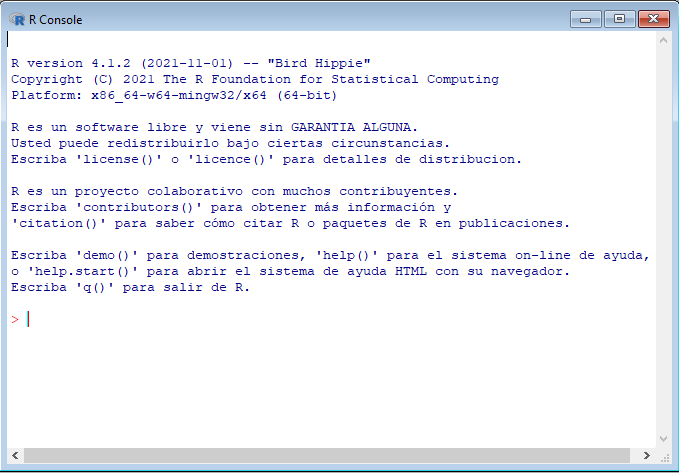 R Console
R version 4.1.2 (2021-11-01) -- "Bird Hippie"
Copyright (C) 2021 The R Foundation for Statistical Computing
Platform: x86_64-w64-mingw32/x64 (64-bit)
R es un software libre y viene sin GARANTIA ALGUNA.
Usted puede redistribuirlo bajo ciertas circunstancias.
Escriba 'license()' o 'licence()' para detalles de distribucion.
R es un proyecto colaborativo con muchos contribuyentes.
Escriba 'contributors()' para obtener más información y
'citation()' para saber cómo citar R o paquetes de R en publicaciones.
Escriba 'demo()' para demostraciones, 'help()' para el sistema on-line de ayuda,
o 'help.start()' para abrir el sistema de ayuda HTML con su navegador.
Escriba 'q()' para salir de R.
>